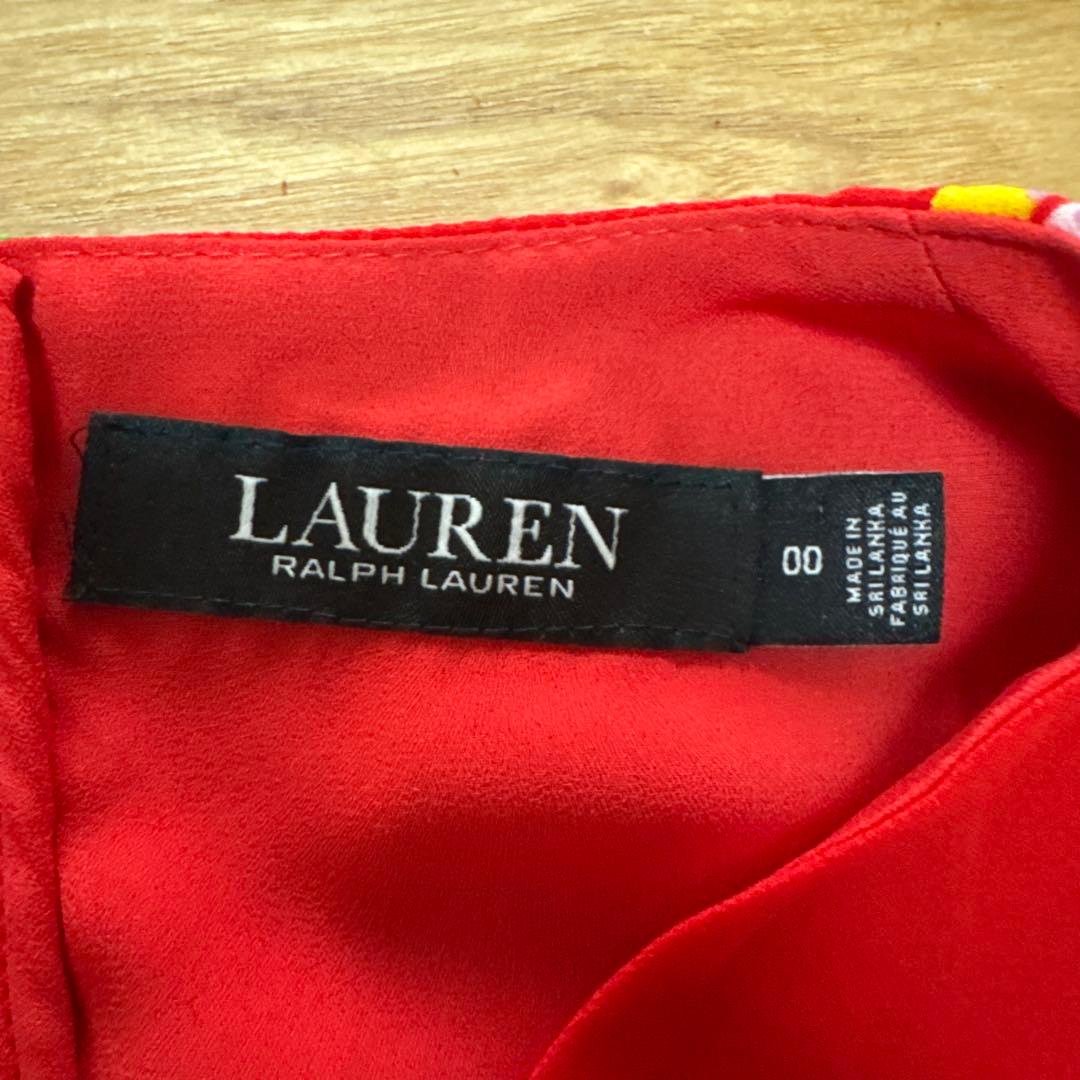 LAUREN
RALPH LAUREN
00
MADE IN
SRI LANKA
FABRIQUÉ AU
SRI LANKA